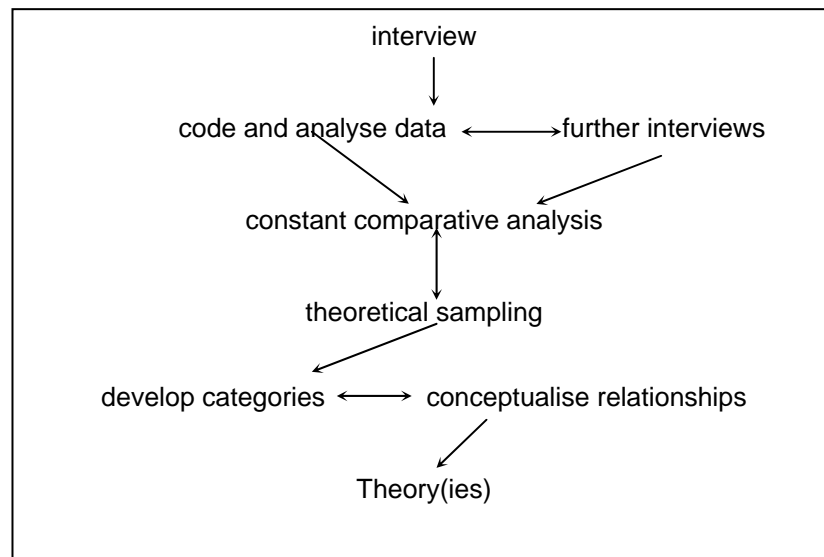 interview
code and analyse data further interviews
constant comparative analysis
theoretical sampling
develop categories conceptualise relationships
Theory(ies)